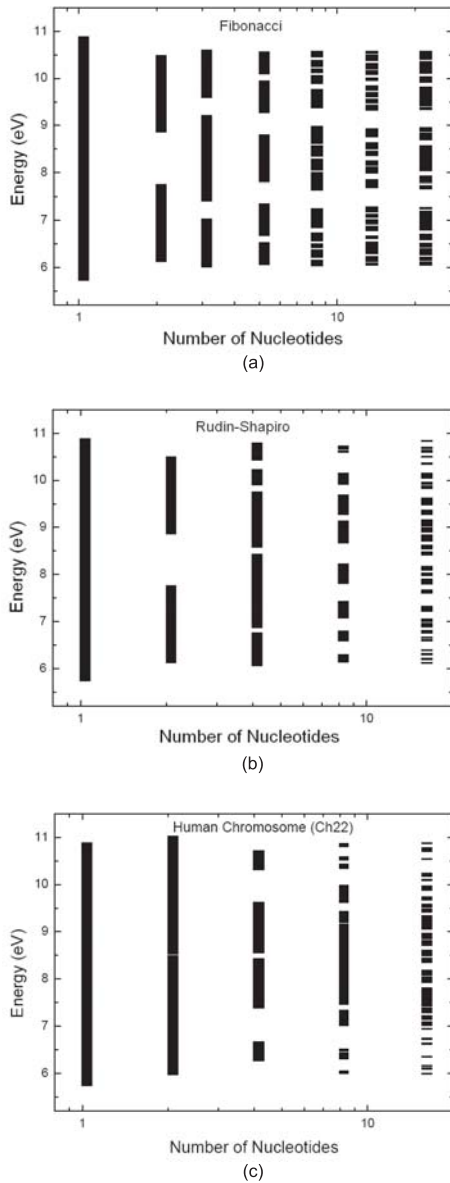 Fibonacci
11
10
9
8
7
6
Energy (eV)
1
10
Number of Nucleotides
(a)
Rudin-Shapiro
11
10
9
8
7
6
Energy (eV)
1
10
Number of Nucleotides
(b)
Human Chromosome (Ch22)
11
10
9
8
7
6
Energy (eV)
1
10
Number of Nucleotides
(c)